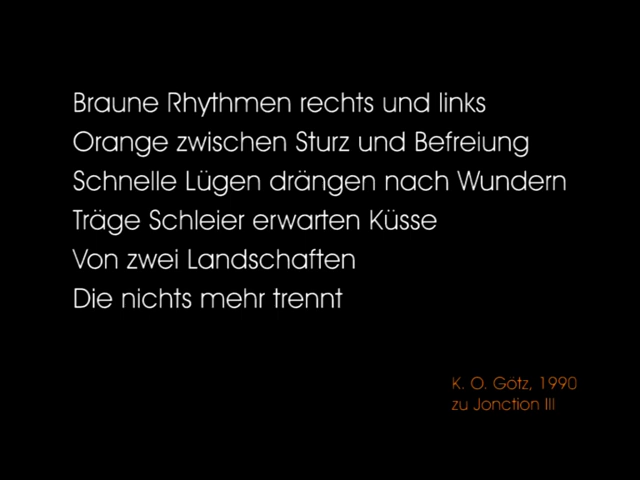 Braune Rhythmen rechts und links
Orange zwischen Sturz und Befreiung
Schnelle Lügen drängen nach Wundern
Träge Schleier erwarten Küsse
Von zwei Landschaften
Die nichts mehr trennt
K. O. Götz, 1990
zu Jonction III